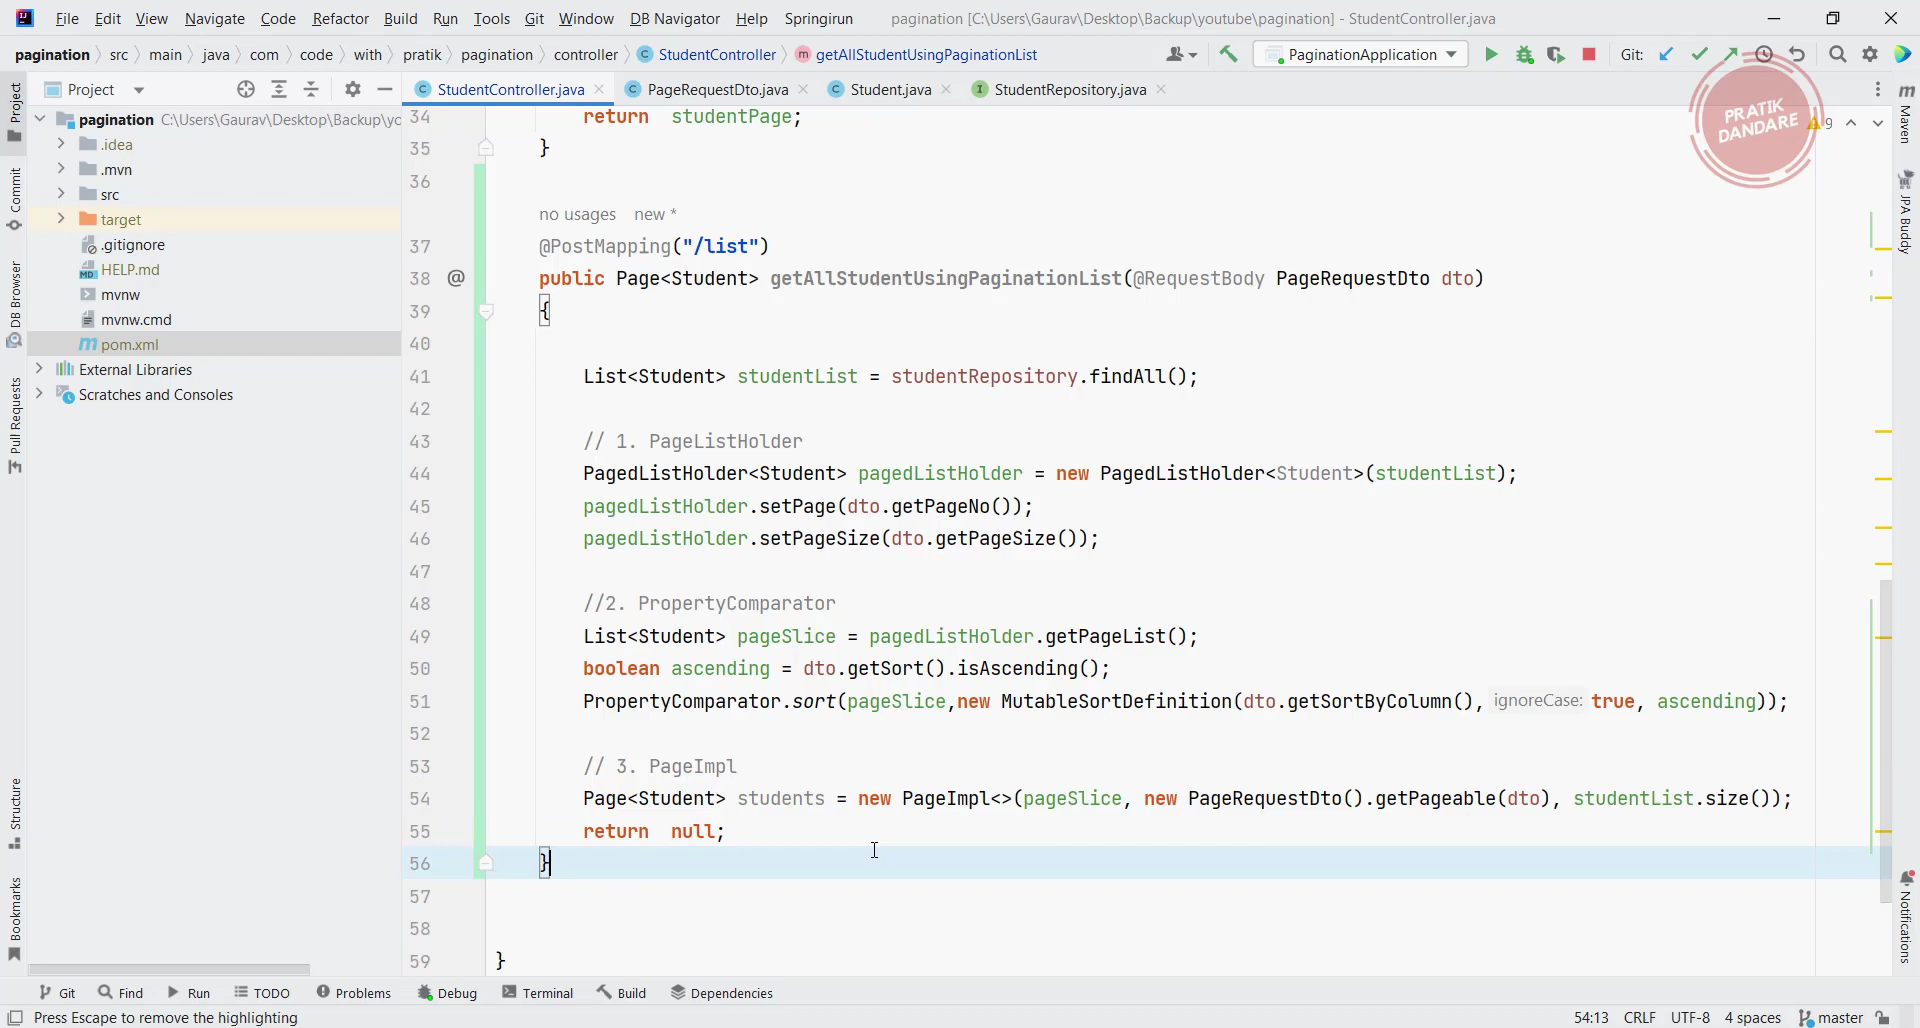 File Edit View Navigate Code Refactor Build Run Tools Git Window DB Navigator Help Springirun pagination [C:\Users\Gaurav\Desktop\Backup\youtube\pagination] - StudentController.java
pagination src main java com code with pratik pagination controller StudentController getAllStudentUsingPaginationList PaginationApplication Git:
Project StudentController.java PageRequestDto.java Student.java StudentRepository.java
pagination C:\Users\Gaurav\Desktop\Backup\yo
.idea
.mvn
src
target
.gitignore
HELP.md
mvnw
mvnw.cmd
pom.xml
External Libraries
Scratches and Consoles
Project
Commit
DB Browser
Pull Requests
Structure
Bookmarks
34 return studentPage;
35 }
36
no usages new *
37 @PostMapping("/list")
38 @ public Page<Student> getAllStudentUsingPaginationList(@RequestBody PageRequestDto dto)
39 {
40
41 List<Student> studentList = studentRepository.findAll();
42
43 // 1. PageListHolder
44 PagedListHolder<Student> pagedListHolder = new PagedListHolder<Student>(studentList);
45 pagedListHolder.setPage(dto.getPageNo());
46 pagedListHolder.setPageSize(dto.getPageSize());
47
48 //2. PropertyComparator
49 List<Student> pageSlice = pagedListHolder.getPageList();
50 boolean ascending = dto.getSort().isAscending();
51 PropertyComparator.sort(pageSlice,new MutableSortDefinition(dto.getSortByColumn(), ignoreCase: true, ascending));
52
53 // 3. PageImpl
54 Page<Student> students = new PageImpl<>(pageSlice, new PageRequestDto().getPageable(dto), studentList.size());
55 return null;
56 }
57
58
59 }
PRATIK
DANDARE
9
Maven
JPA Buddy
Notifications
Git Find Run TODO Problems Debug Terminal Build Dependencies
Press Escape to remove the highlighting 54:13 CRLF UTF-8 4 spaces master